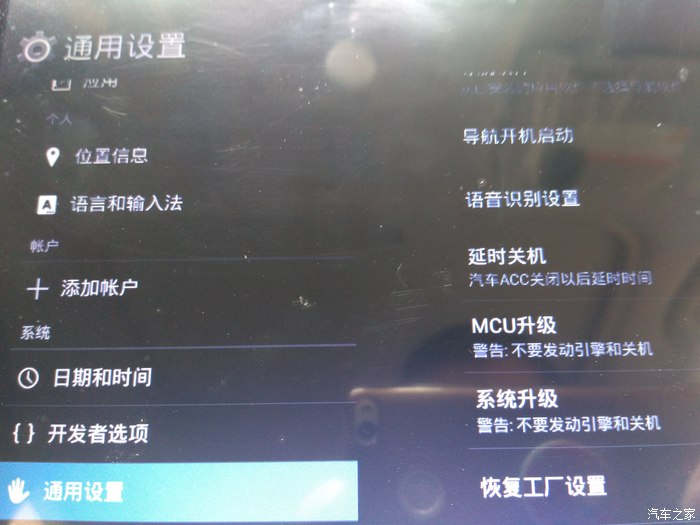 通用设置
应用
个人
位置信息
语言和输入法
帐户
添加帐户
系统
日期和时间
{ } 开发者选项
通用设置
导航开机启动
语音识别设置
延时关机
汽车ACC关闭以后延时时间
MCU升级
警告: 不要发动引擎和关机
系统升级
警告: 不要发动引擎和关机
恢复工厂设置
汽车之家